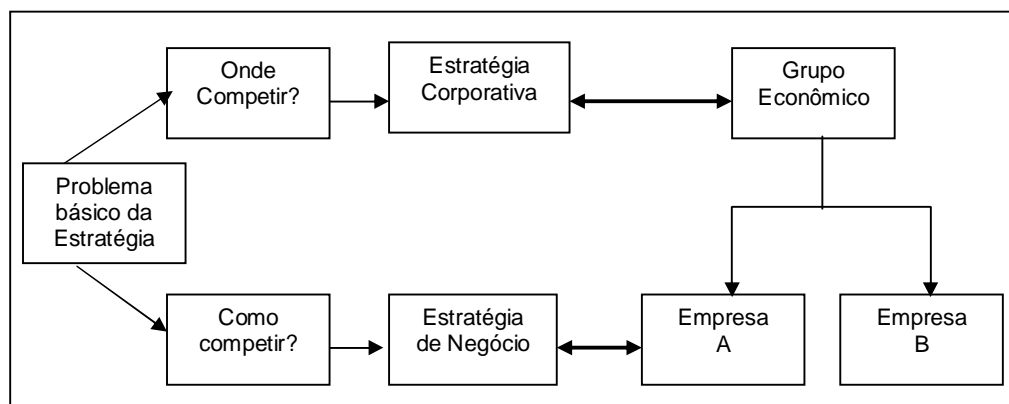 Onde
Competir?
Estratégia
Corporativa
Grupo
Econômico
Problema
básico da
Estratégia
Como
competir?
Estratégia
de Negócio
Empresa
A
Empresa
B